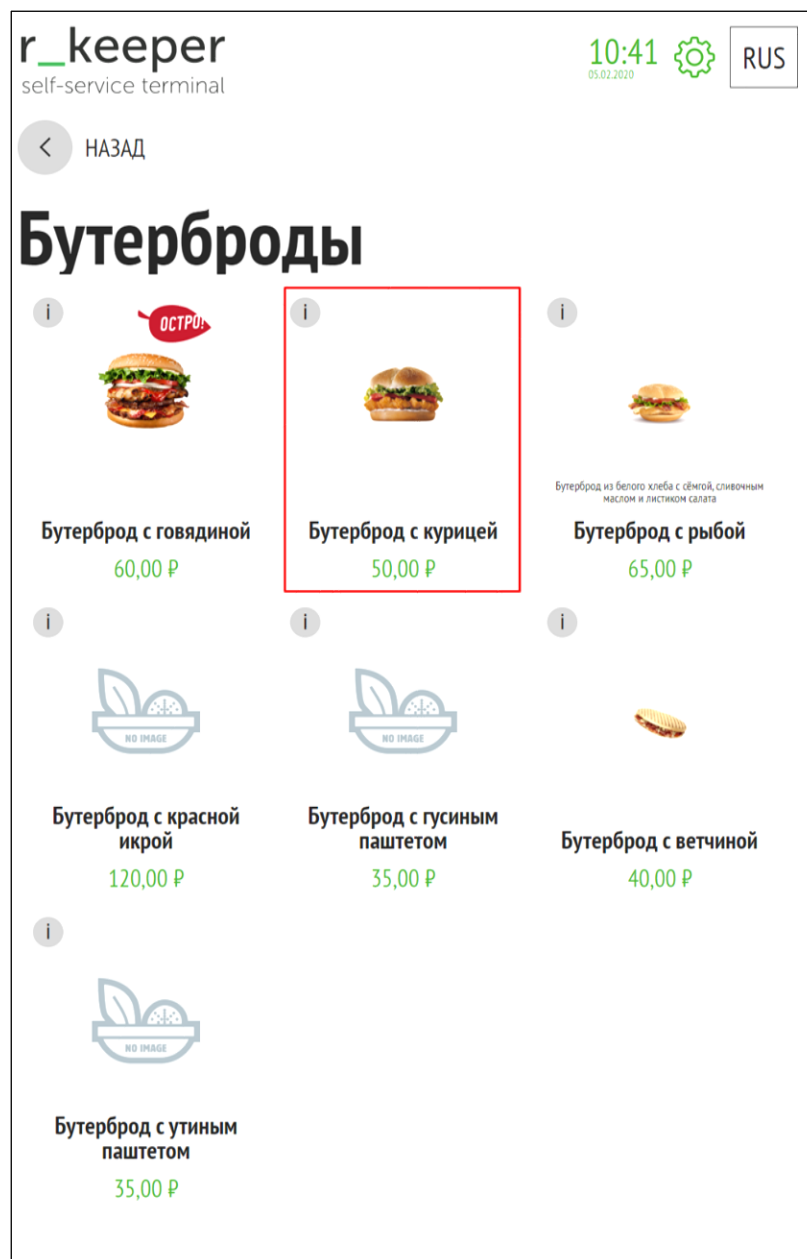 r_keeper
self-service terminal
10:41
05.02.2020
RUS
НАЗАД
Бутерброды
i
ОСТРО!
Бутерброд с говядиной
60,00 ₽
i
Бутерброд с курицей
50,00 ₽
i
Бутерброд из белого хлеба с сёмгой, сливочным
маслом и листиком салата
Бутерброд с рыбой
65,00 ₽
i
NO IMAGE
Бутерброд с красной
икрой
120,00 ₽
i
NO IMAGE
Бутерброд с гусиным
паштетом
35,00 ₽
i
Бутерброд с ветчиной
40,00 ₽
i
NO IMAGE
Бутерброд с утиным
паштетом
35,00 ₽